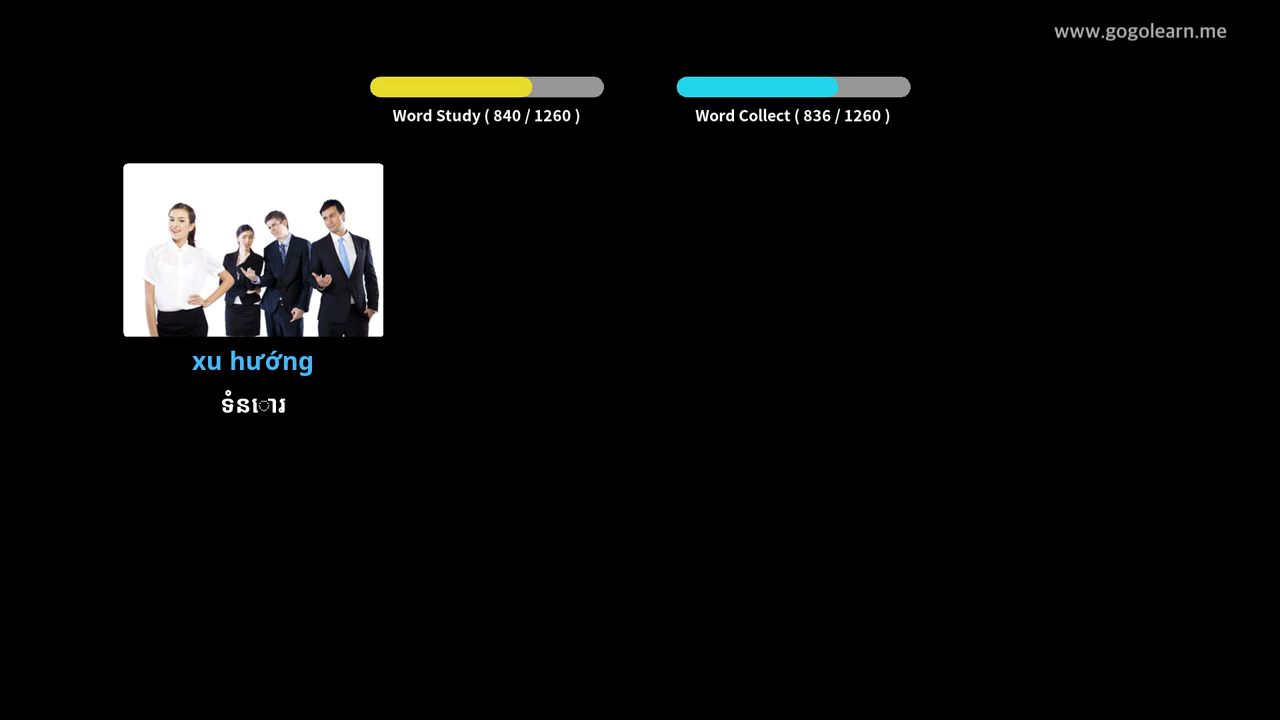 www.gogolearn.me
Word Study ( 840 / 1260 )
Word Collect ( 836 / 1260 )
xu hướng
ទំនោរ